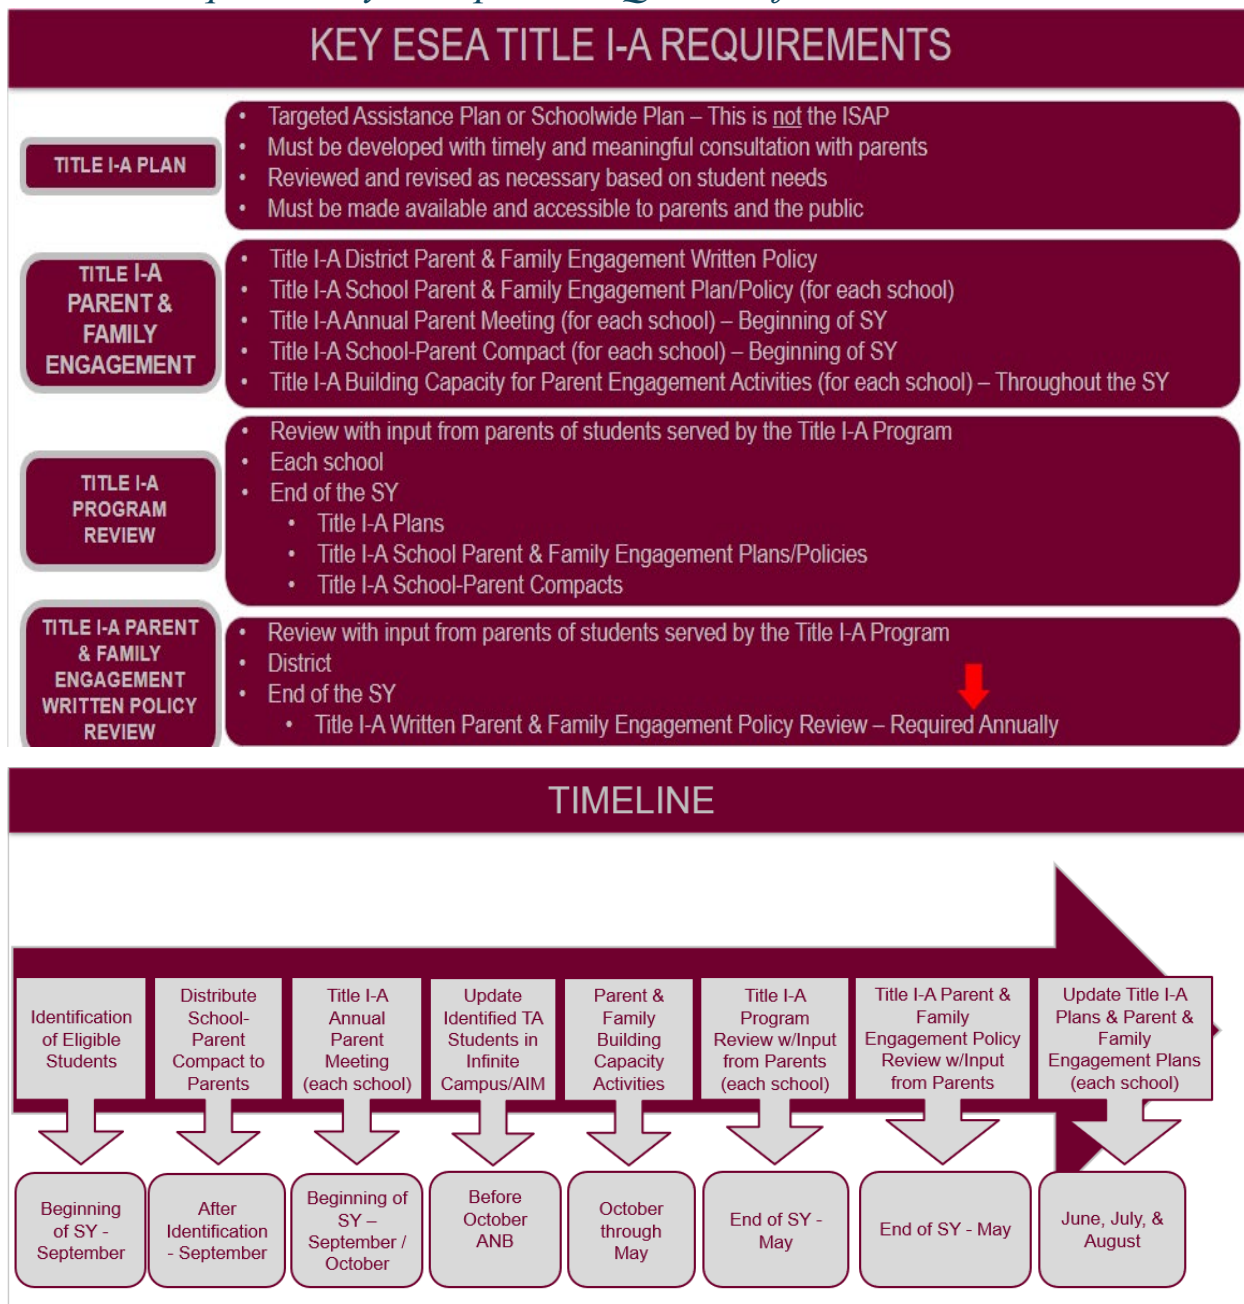 KEY ESEA TITLE I-A REQUIREMENTS
TITLE I-A PLAN
• Targeted Assistance Plan or Schoolwide Plan – This is not the ISAP
• Must be developed with timely and meaningful consultation with parents
• Reviewed and revised as necessary based on student needs
• Must be made available and accessible to parents and the public
TITLE I-A
PARENT &
FAMILY
ENGAGEMENT
• Title I-A District Parent & Family Engagement Written Policy
• Title I-A School Parent & Family Engagement Plan/Policy (for each school)
• Title I-A Annual Parent Meeting (for each school) – Beginning of SY
• Title I-A School-Parent Compact (for each school) – Beginning of SY
• Title I-A Building Capacity for Parent Engagement Activities (for each school) – Throughout the SY
TITLE I-A
PROGRAM
REVIEW
• Review with input from parents of students served by the Title I-A Program
• Each school
• End of the SY
• Title I-A Plans
• Title I-A School Parent & Family Engagement Plans/Policies
• Title I-A School-Parent Compacts
TITLE I-A PARENT
& FAMILY
ENGAGEMENT
WRITTEN POLICY
REVIEW
• Review with input from parents of students served by the Title I-A Program
• District
• End of the SY
• Title I-A Written Parent & Family Engagement Policy Review – Required Annually
TIMELINE
Identification
of Eligible
Students
Beginning
of SY -
September
Distribute
School-
Parent
Compact to
Parents
After
Identification
- September
Title I-A
Annual
Parent
Meeting
(each school)
Beginning of
SY –
September /
October
Update
Identified TA
Students in
Infinite
Campus/AIM
Before
October
ANB
Parent &
Family
Building
Capacity
Activities
October
through
May
Title I-A
Program
Review w/Input
from Parents
(each school)
End of SY -
May
Title I-A Parent &
Family
Engagement Policy
Review w/Input
from Parents
End of SY - May
Update Title I-A
Plans & Parent &
Family
Engagement Plans
(each school)
June, July, &
August